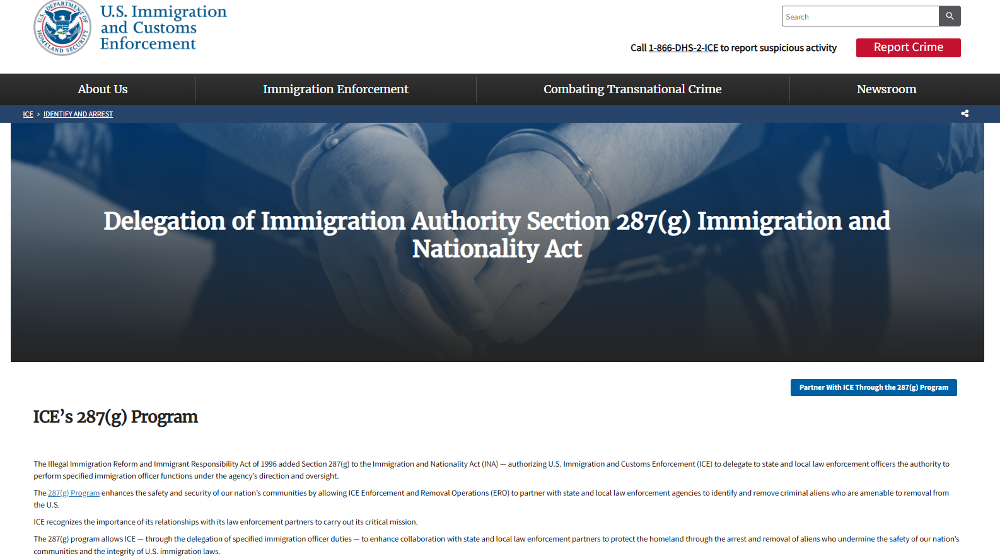 U.S. DEPARTMENT OF HOMELAND SECURITY
U.S. Immigration
and Customs
Enforcement
Search
Call 1-866-DHS-2-ICE to report suspicious activity
Report Crime
About Us
Immigration Enforcement
Combating Transnational Crime
Newsroom
ICE > IDENTIFY AND ARREST
Delegation of Immigration Authority Section 287(g) Immigration and
Nationality Act
Partner With ICE Through the 287(g) Program
ICE’s 287(g) Program
The Illegal Immigration Reform and Immigrant Responsibility Act of 1996 added Section 287(g) to the Immigration and Nationality Act (INA) — authorizing U.S. Immigration and Customs Enforcement (ICE) to delegate to state and local law enforcement officers the authority to
perform specified immigration officer functions under the agency’s direction and oversight.
The 287(g) Program enhances the safety and security of our nation’s communities by allowing ICE Enforcement and Removal Operations (ERO) to partner with state and local law enforcement agencies to identify and remove criminal aliens who are amenable to removal from
the U.S.
ICE recognizes the importance of its relationships with its law enforcement partners to carry out its critical mission.
The 287(g) program allows ICE — through the delegation of specified immigration officer duties — to enhance collaboration with state and local law enforcement partners to protect the homeland through the arrest and removal of aliens who undermine the safety of our nation’s
communities and the integrity of U.S. immigration laws.